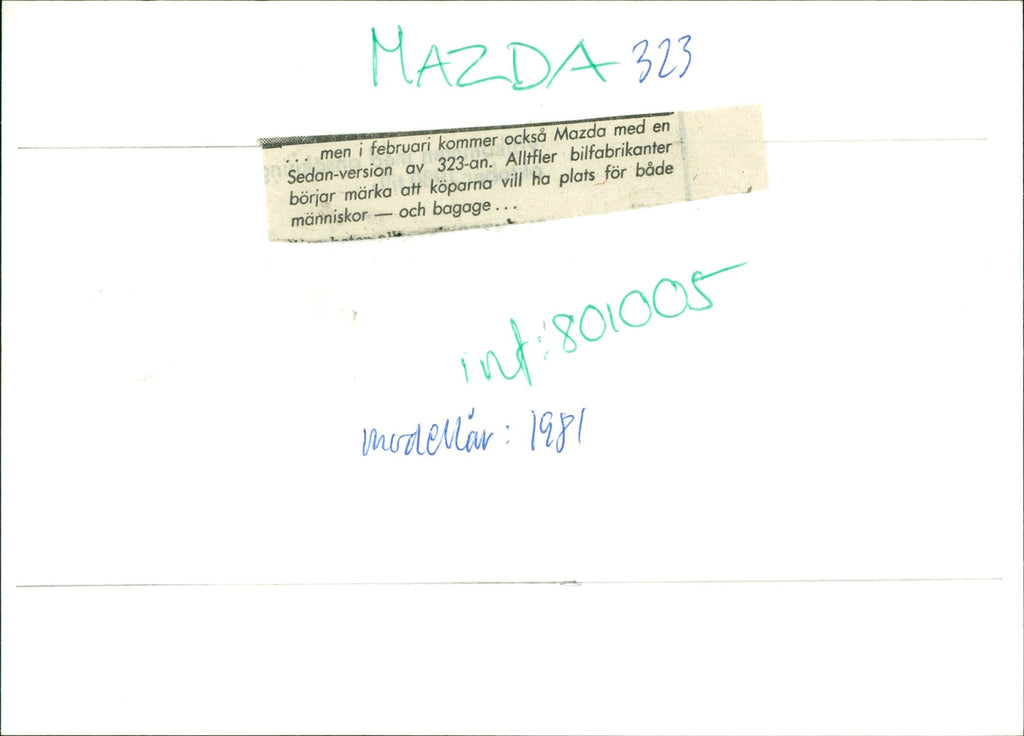 MAZDA 323
... men i februari kommer också Mazda med en
Sedan-version av 323-an. Alltfler bilfabrikanter
börjar märka att köparna vill ha plats för både
människor — och bagage...
int: 801005
modellår: 1981